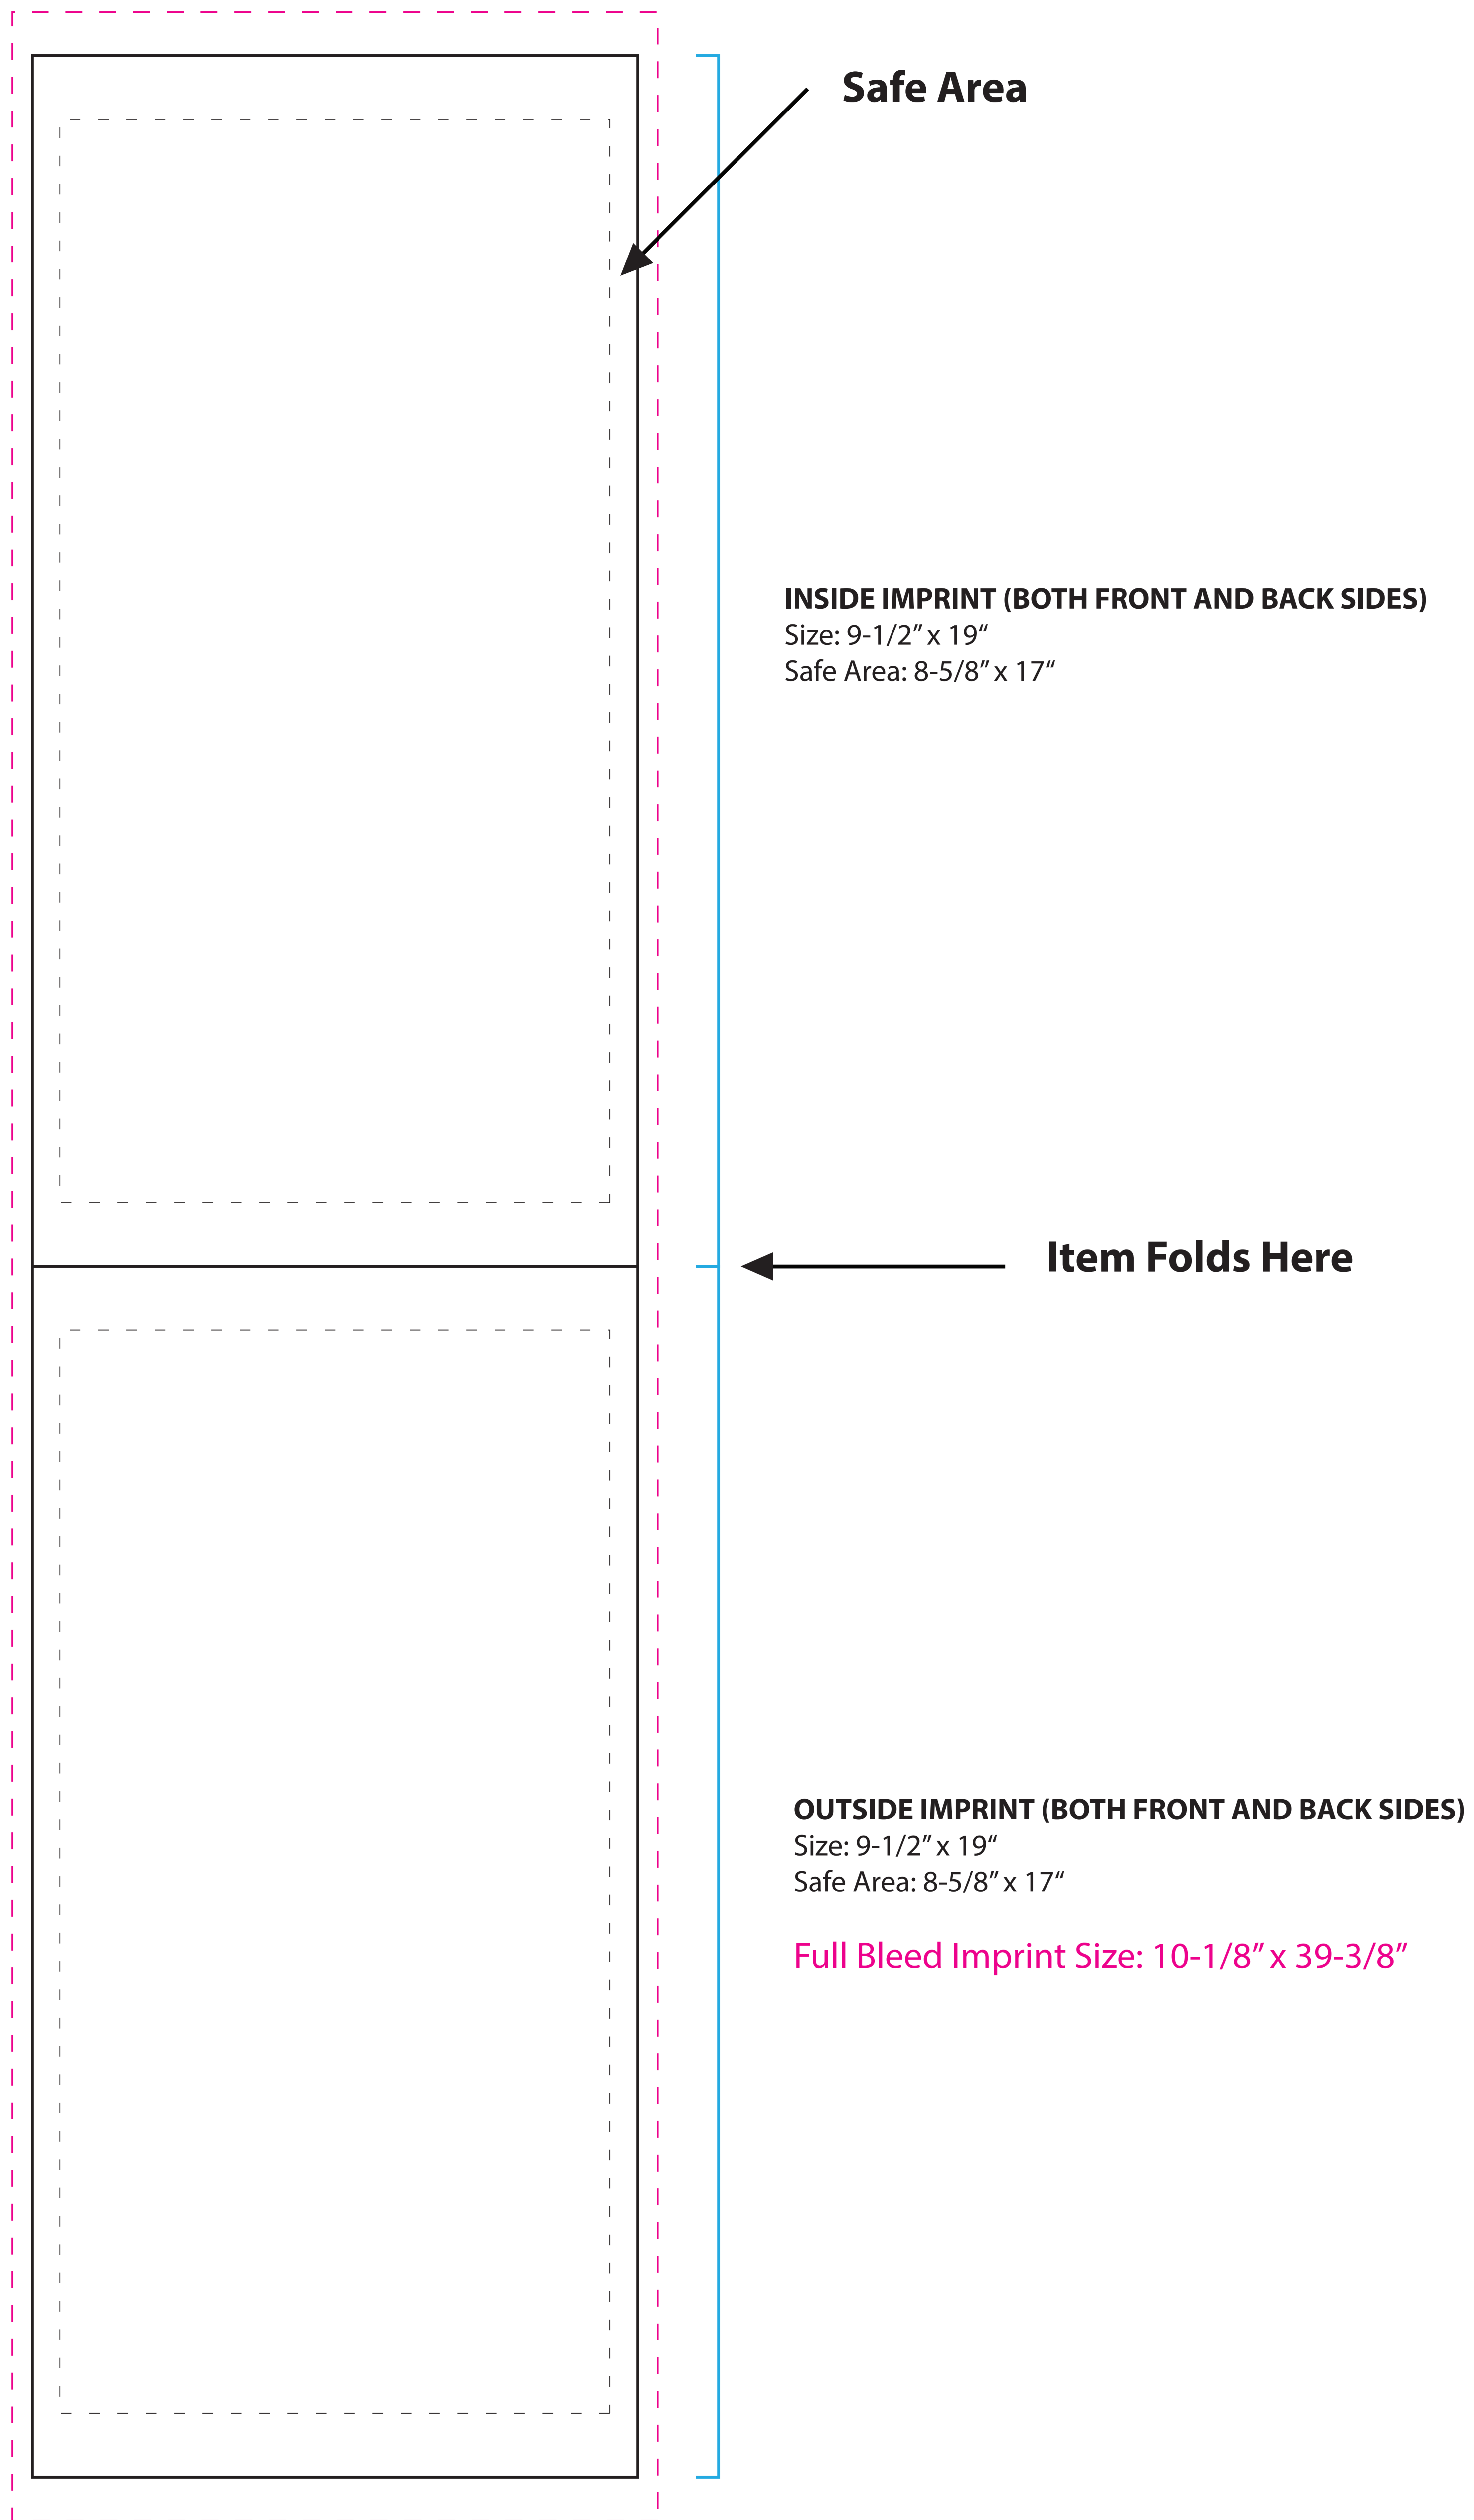 Safe Area
INSIDE IMPRINT (BOTH FRONT AND BACK SIDES)
Size: 9-1/2” x 19“
Safe Area: 8-5/8” x 17“
Item Folds Here
OUTSIDE IMPRINT (BOTH FRONT AND BACK SIDES)
Size: 9-1/2” x 19“
Safe Area: 8-5/8” x 17“
Full Bleed Imprint Size: 10-1/8” x 39-3/8”